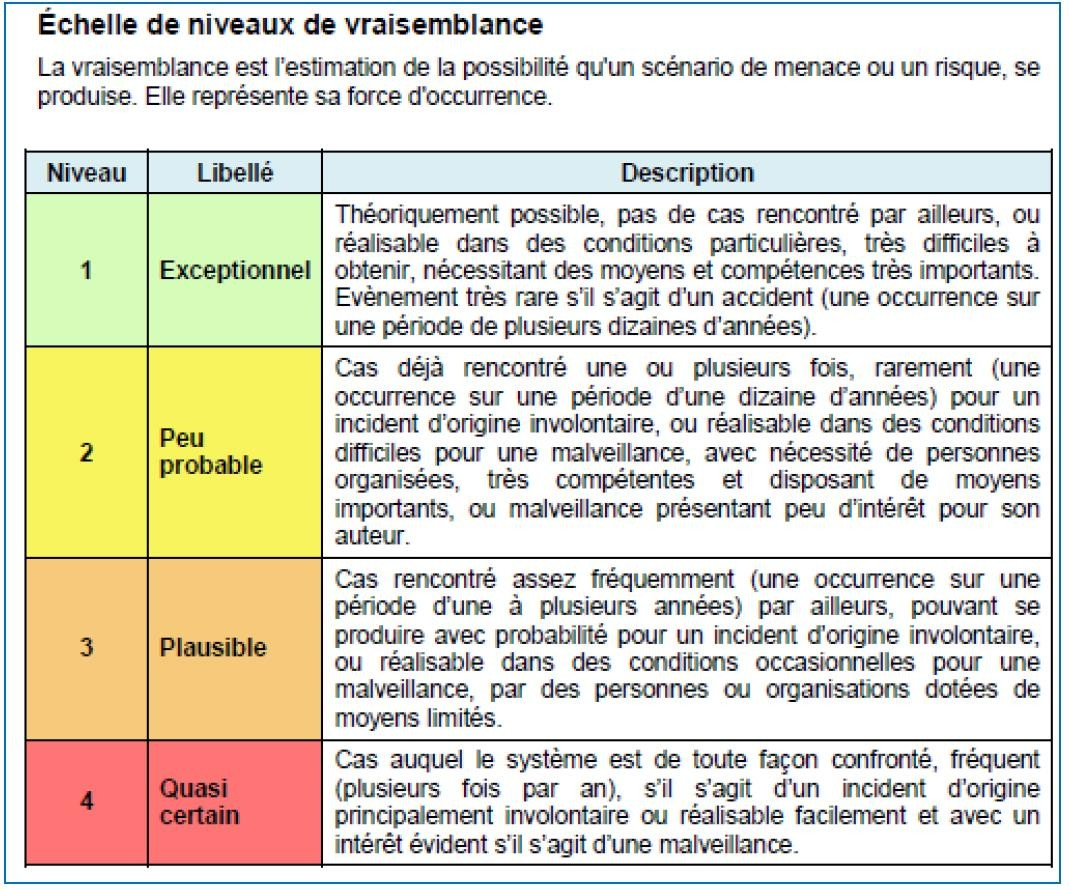 Échelle de niveaux de vraisemblance
La vraisemblance est l'estimation de la possibilité qu'un scénario de menace ou un risque, se
produise. Elle représente sa force d'occurrence.
Niveau Libellé Description
1 Exceptionnel
Théoriquement possible, pas de cas rencontré par ailleurs, ou
réalisable dans des conditions particulières, très difficiles à
obtenir, nécessitant des moyens et compétences très importants.
Evènement très rare s'il s'agit d'un accident (une occurrence sur
une période de plusieurs dizaines d'années).
2 Peu
probable
Cas déjà rencontré une ou plusieurs fois, rarement (une
occurrence sur une période d'une dizaine d'années) pour un
incident d'origine involontaire, ou réalisable dans des conditions
difficiles pour une malveillance, avec nécessité de personnes
organisées, très compétentes et disposant de moyens
importants, ou malveillance présentant peu d'intérêt pour son
auteur.
3 Plausible
Cas rencontré assez fréquemment (une occurrence sur une
période d'une à plusieurs années) par ailleurs, pouvant se
produire avec probabilité pour un incident d'origine involontaire,
ou réalisable dans des conditions occasionnelles pour une
malveillance, par des personnes ou organisations dotées de
moyens limités.
4 Quasi
certain
Cas auquel le système est de toute façon confronté, fréquent
(plusieurs fois par an), s'il s'agit d'un incident d'origine
principalement involontaire ou réalisable facilement et avec un
intérêt évident s'il s'agit d'une malveillance.